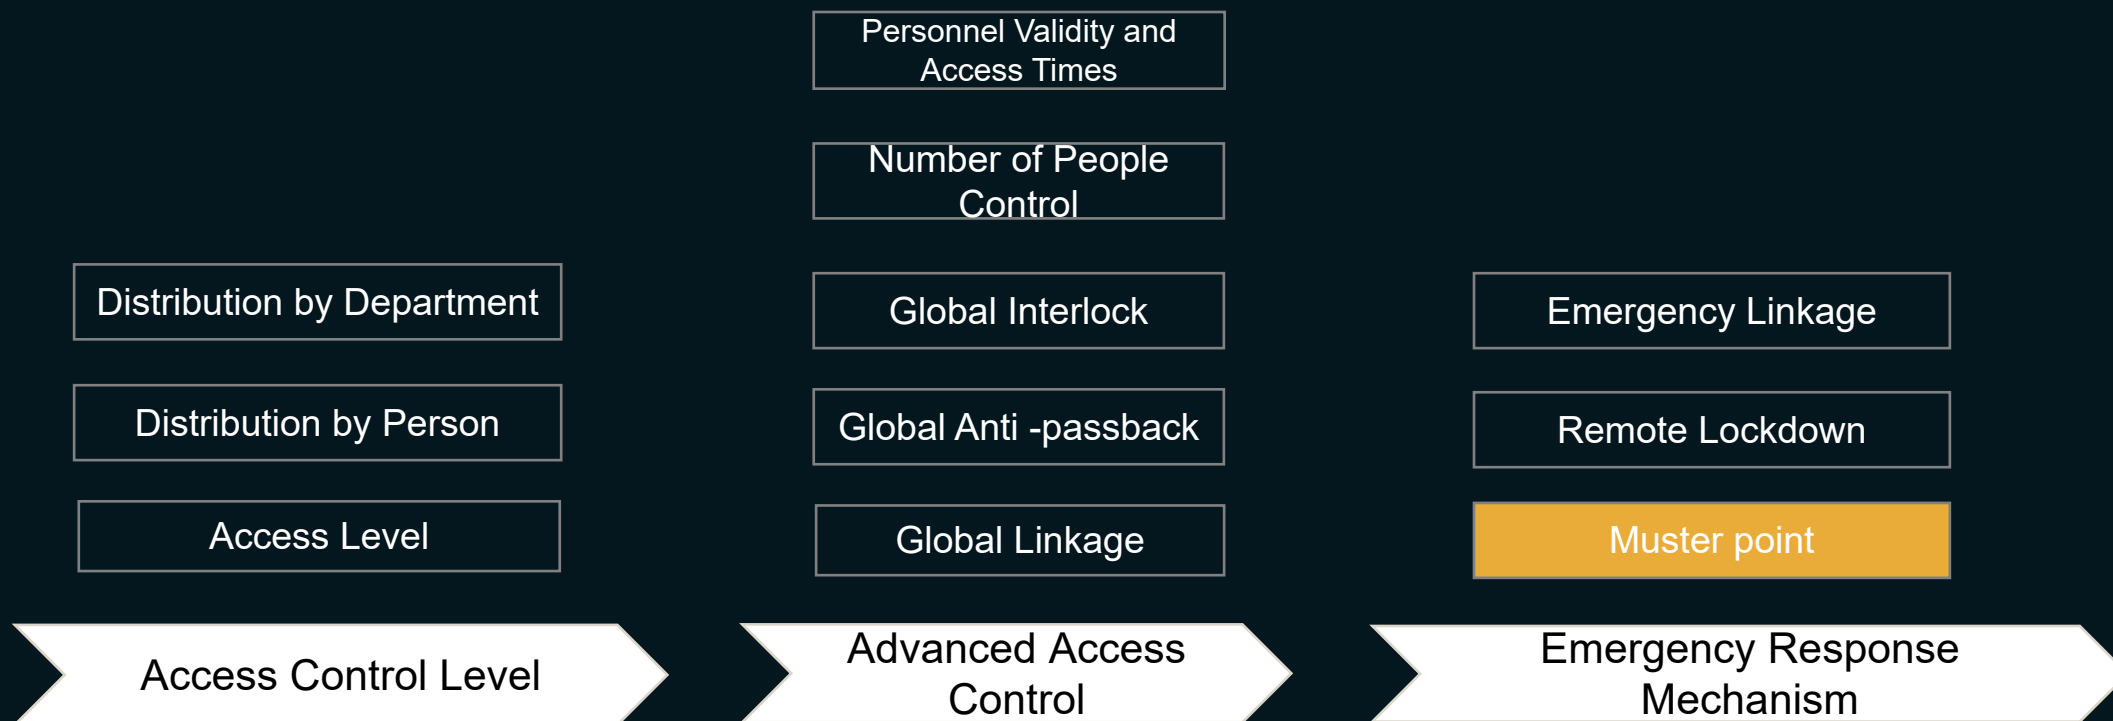 Personnel Validity and
Access Times
Number of People
Control
Distribution by Department
Global Interlock
Emergency Linkage
Distribution by Person
Global Anti -passback
Remote Lockdown
Access Level
Global Linkage
Muster point
Access Control Level
Advanced Access
Control
Emergency Response
Mechanism